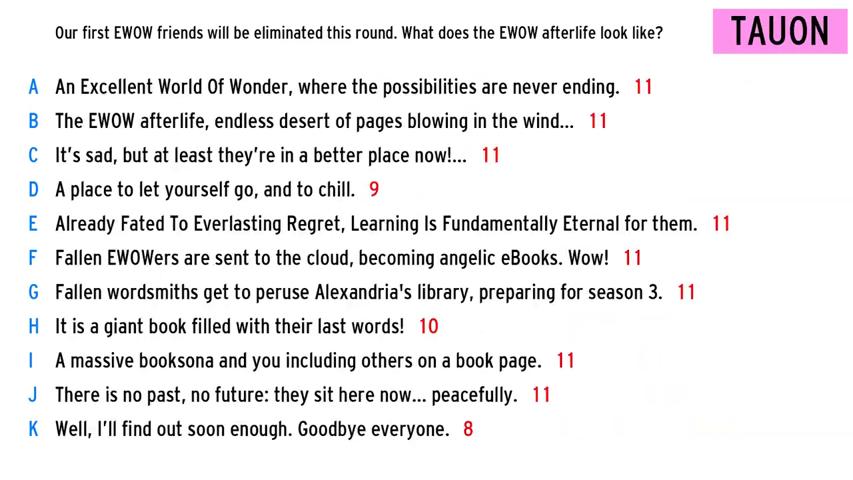 Our first EWOW friends will be eliminated this round. What does the EWOW afterlife look like?
TAUON
A An Excellent World Of Wonder, where the possibilities are never ending. 11
B The EWOW afterlife, endless desert of pages blowing in the wind... 11
C It's sad, but at least they're in a better place now!... 11
D A place to let yourself go, and to chill. 9
E Already Fated To Everlasting Regret, Learning Is Fundamentally Eternal for them. 11
F Fallen EWOWers are sent to the cloud, becoming angelic eBooks. Wow! 11
G Fallen wordsmiths get to peruse Alexandria's library, preparing for season 3. 11
H It is a giant book filled with their last words! 10
I A massive booksona and you including others on a book page. 11
J There is no past, no future: they sit here now... peacefully. 11
K Well, I'll find out soon enough. Goodbye everyone. 8